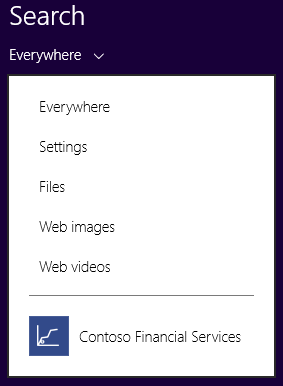 Search
Everywhere
Everywhere
Settings
Files
Web images
Web videos
Contoso Financial Services